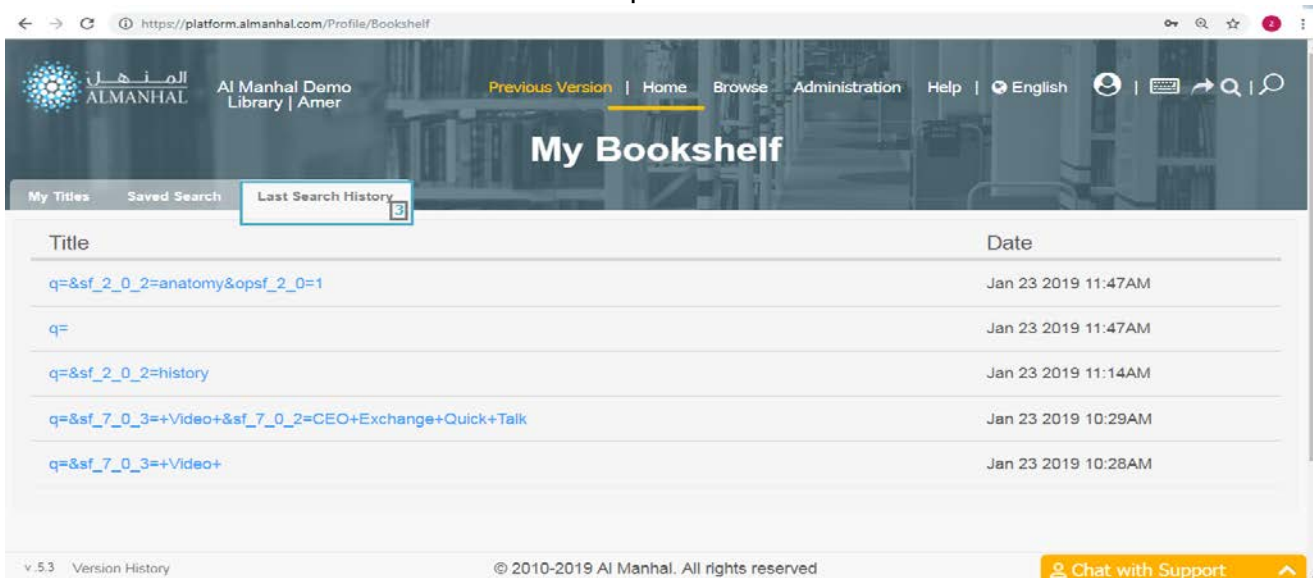 https://platform.almanhal.com/Profile/Bookshelf
2
المنهل
ALMANHAL
Al Manhal Demo
Library | Amer
Previous Version | Home Browse Administration Help | English
My Bookshelf
My Titles Saved Search Last Search History
3
Title Date
q=&sf_2_0_2=anatomy&opsf_2_0=1 Jan 23 2019 11:47AM
q= Jan 23 2019 11:47AM
q=&sf_2_0_2=history Jan 23 2019 11:14AM
q=&sf_7_0_3=+Video+&sf_7_0_2=CEO+Exchange+Quick+Talk Jan 23 2019 10:29AM
q=&sf_7_0_3=+Video+ Jan 23 2019 10:28AM
v.5.3 Version History © 2010-2019 Al Manhal. All rights reserved Chat with Support